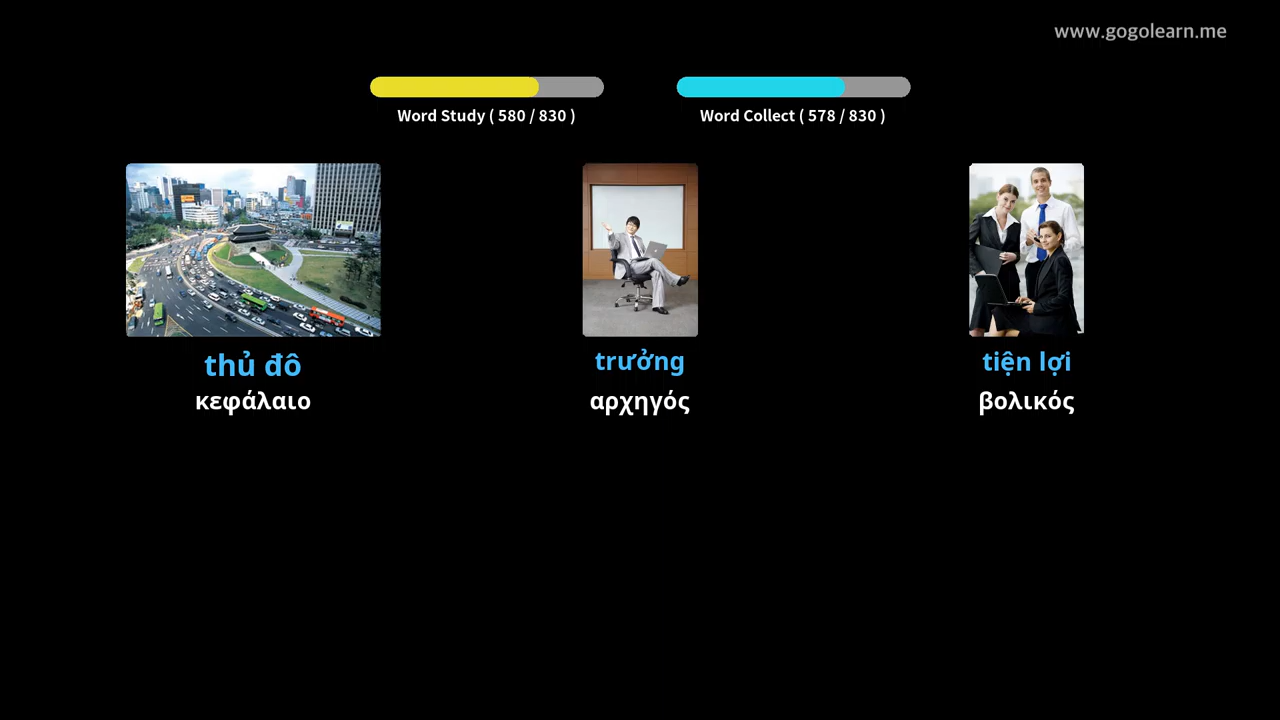 www.gogolearn.me
Word Study ( 580 / 830 )
Word Collect ( 578 / 830 )
thủ đô
trưởng
tiện lợi
κεφάλαιο
αρχηγός
βολικός